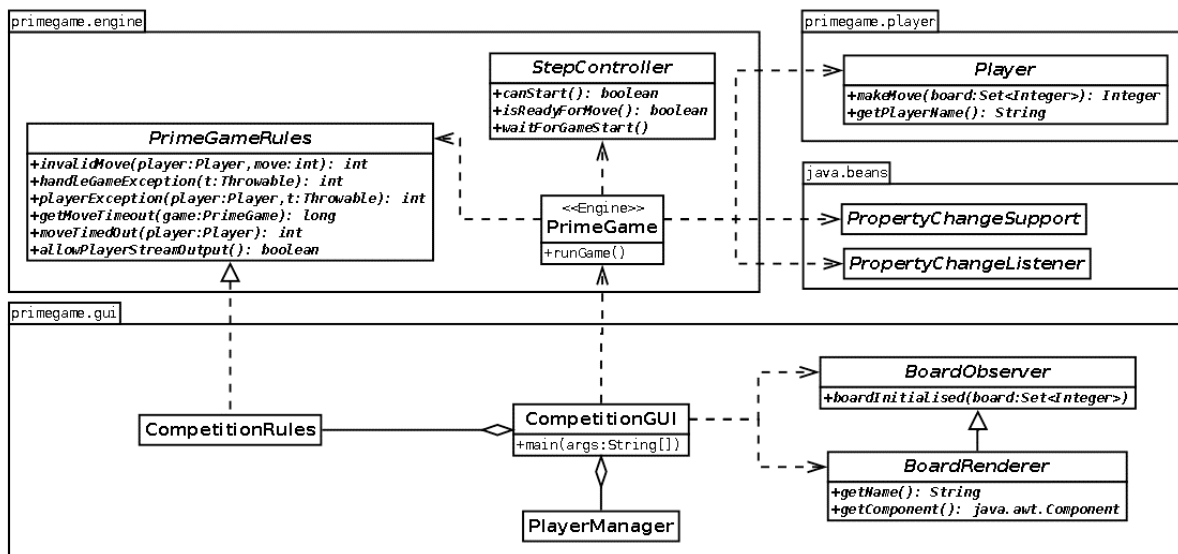 primegame.engine
StepController
+canStart(): boolean
+isReadyForMove(): boolean
+waitForGameStart()
PrimeGameRules
+invalidMove(player:Player,move:int): int
+handleGameException(t:Throwable): int
+playerException(player:Player,t:Throwable): int
+getMoveTimeout(game:PrimeGame): long
+moveTimedOut(player:Player): int
+allowPlayerStreamOutput(): boolean
<<Engine>>
PrimeGame
+runGame()
primegame.player
Player
+makeMove(board:Set<Integer>): Integer
+getPlayerName(): String
java.beans
PropertyChangeSupport
PropertyChangeListener
primegame.gui
CompetitionRules
CompetitionGUI
+main(args:String[])
PlayerManager
BoardObserver
+boardInitialised(board:Set<Integer>)
BoardRenderer
+getName(): String
+getComponent(): java.awt.Component